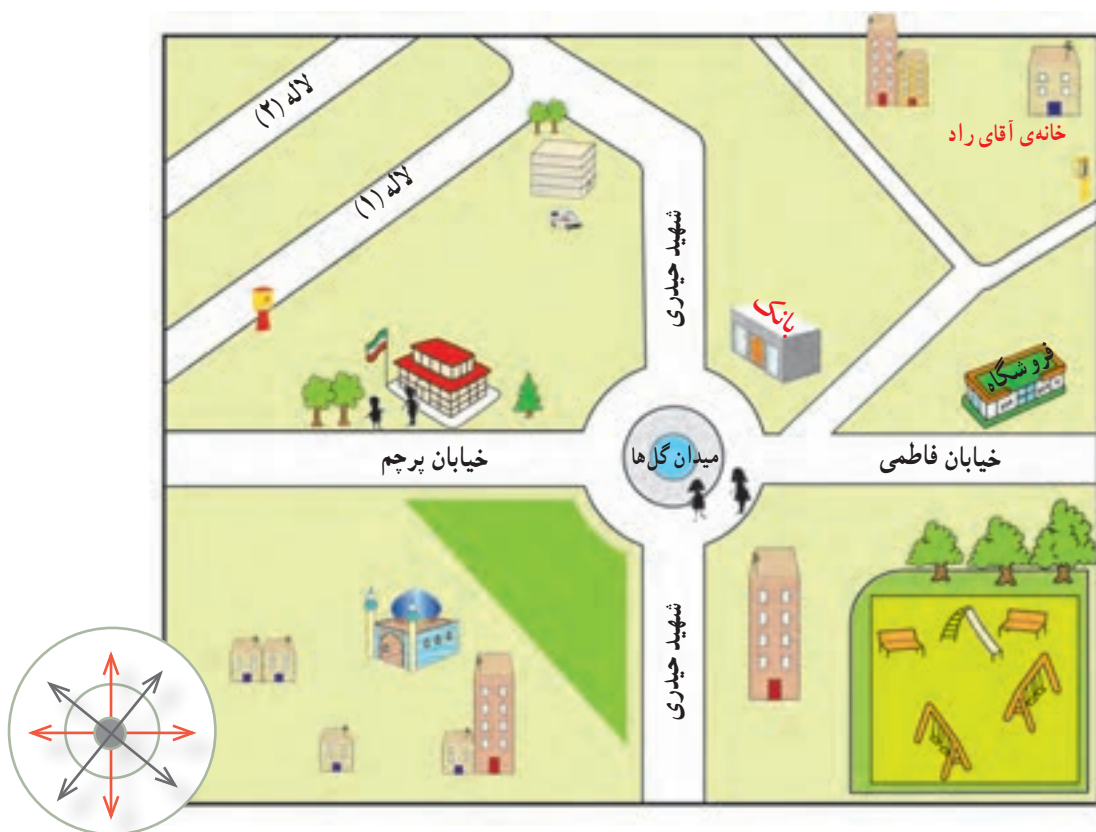 لاله (۲)
لاله (۱)
شهید حیدری
خانه‌ی آقای راد
بانک
فروشگاه
خیابان پرچم
میدان گل‌ها
خیابان فاطمی
شهید حیدری